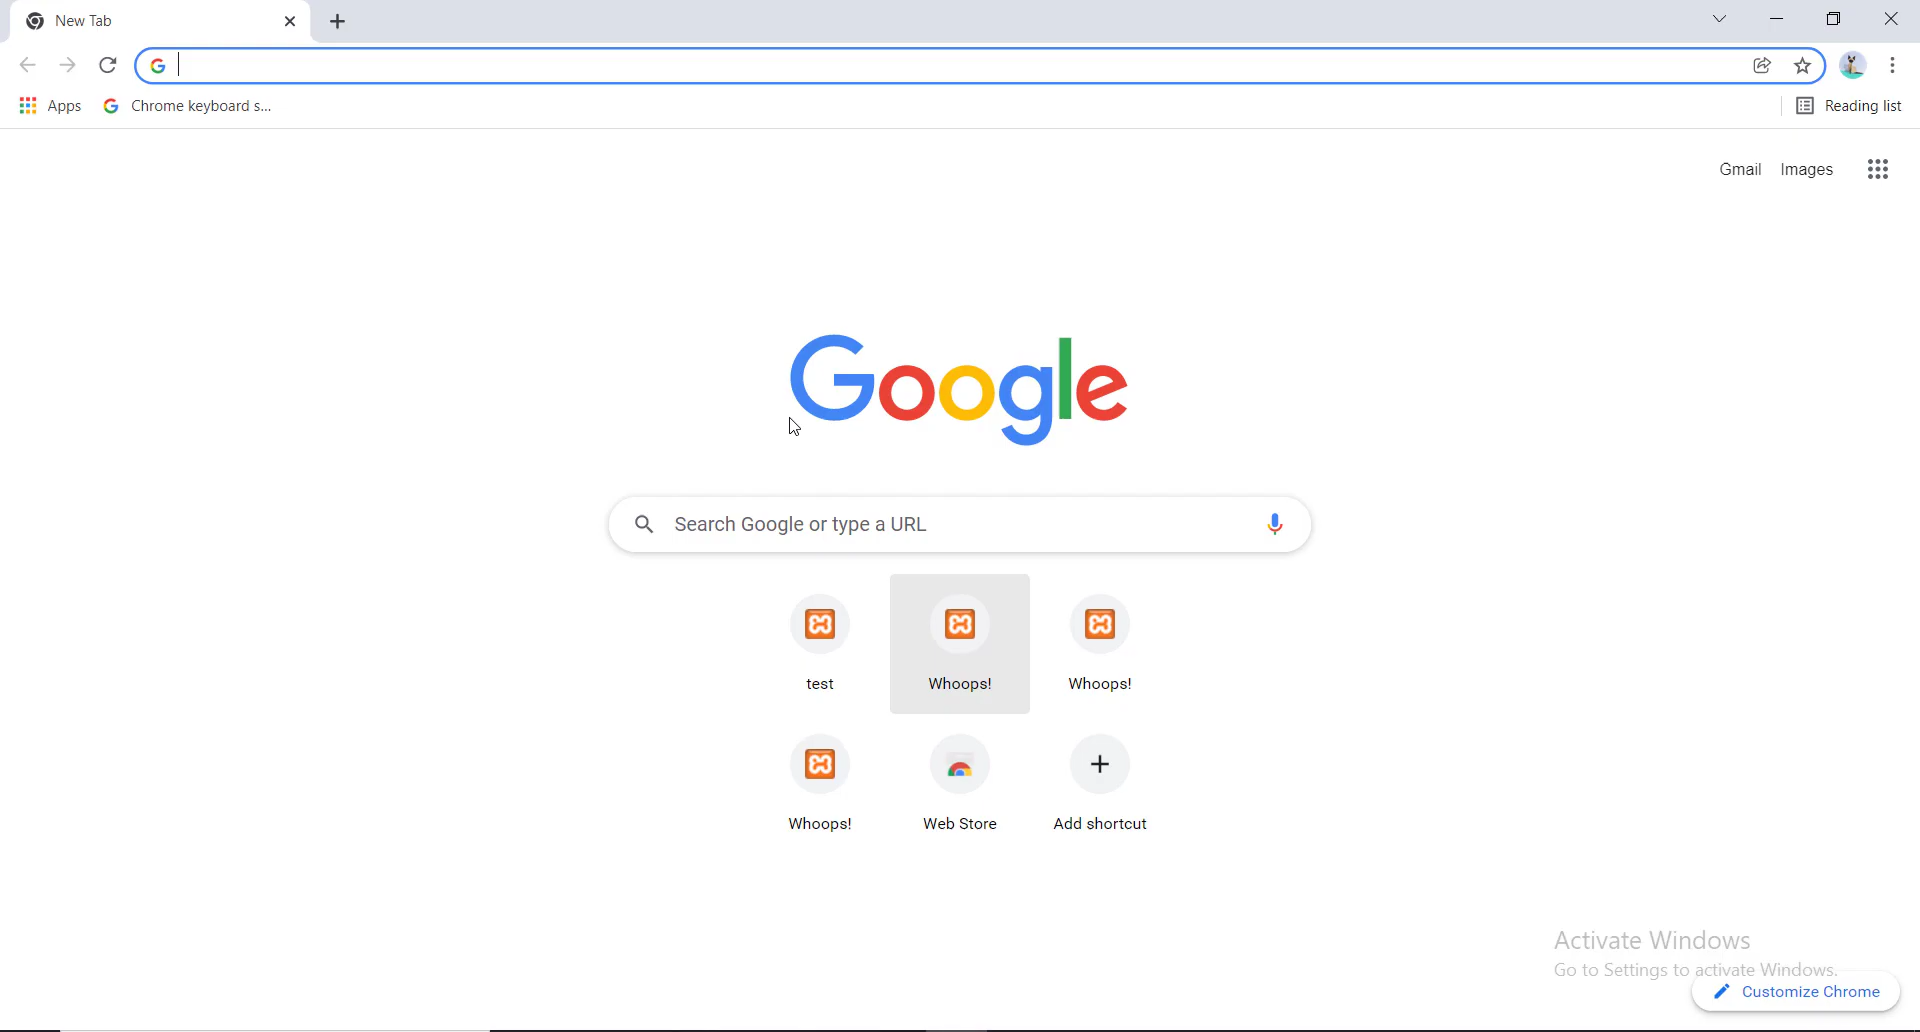 New Tab
Apps
Chrome keyboard s...
Reading list
Gmail Images
Google
Search Google or type a URL
test
Whoops!
Whoops!
Whoops!
Web Store
Add shortcut
Activate Windows
Go to Settings to activate Windows.
Customize Chrome